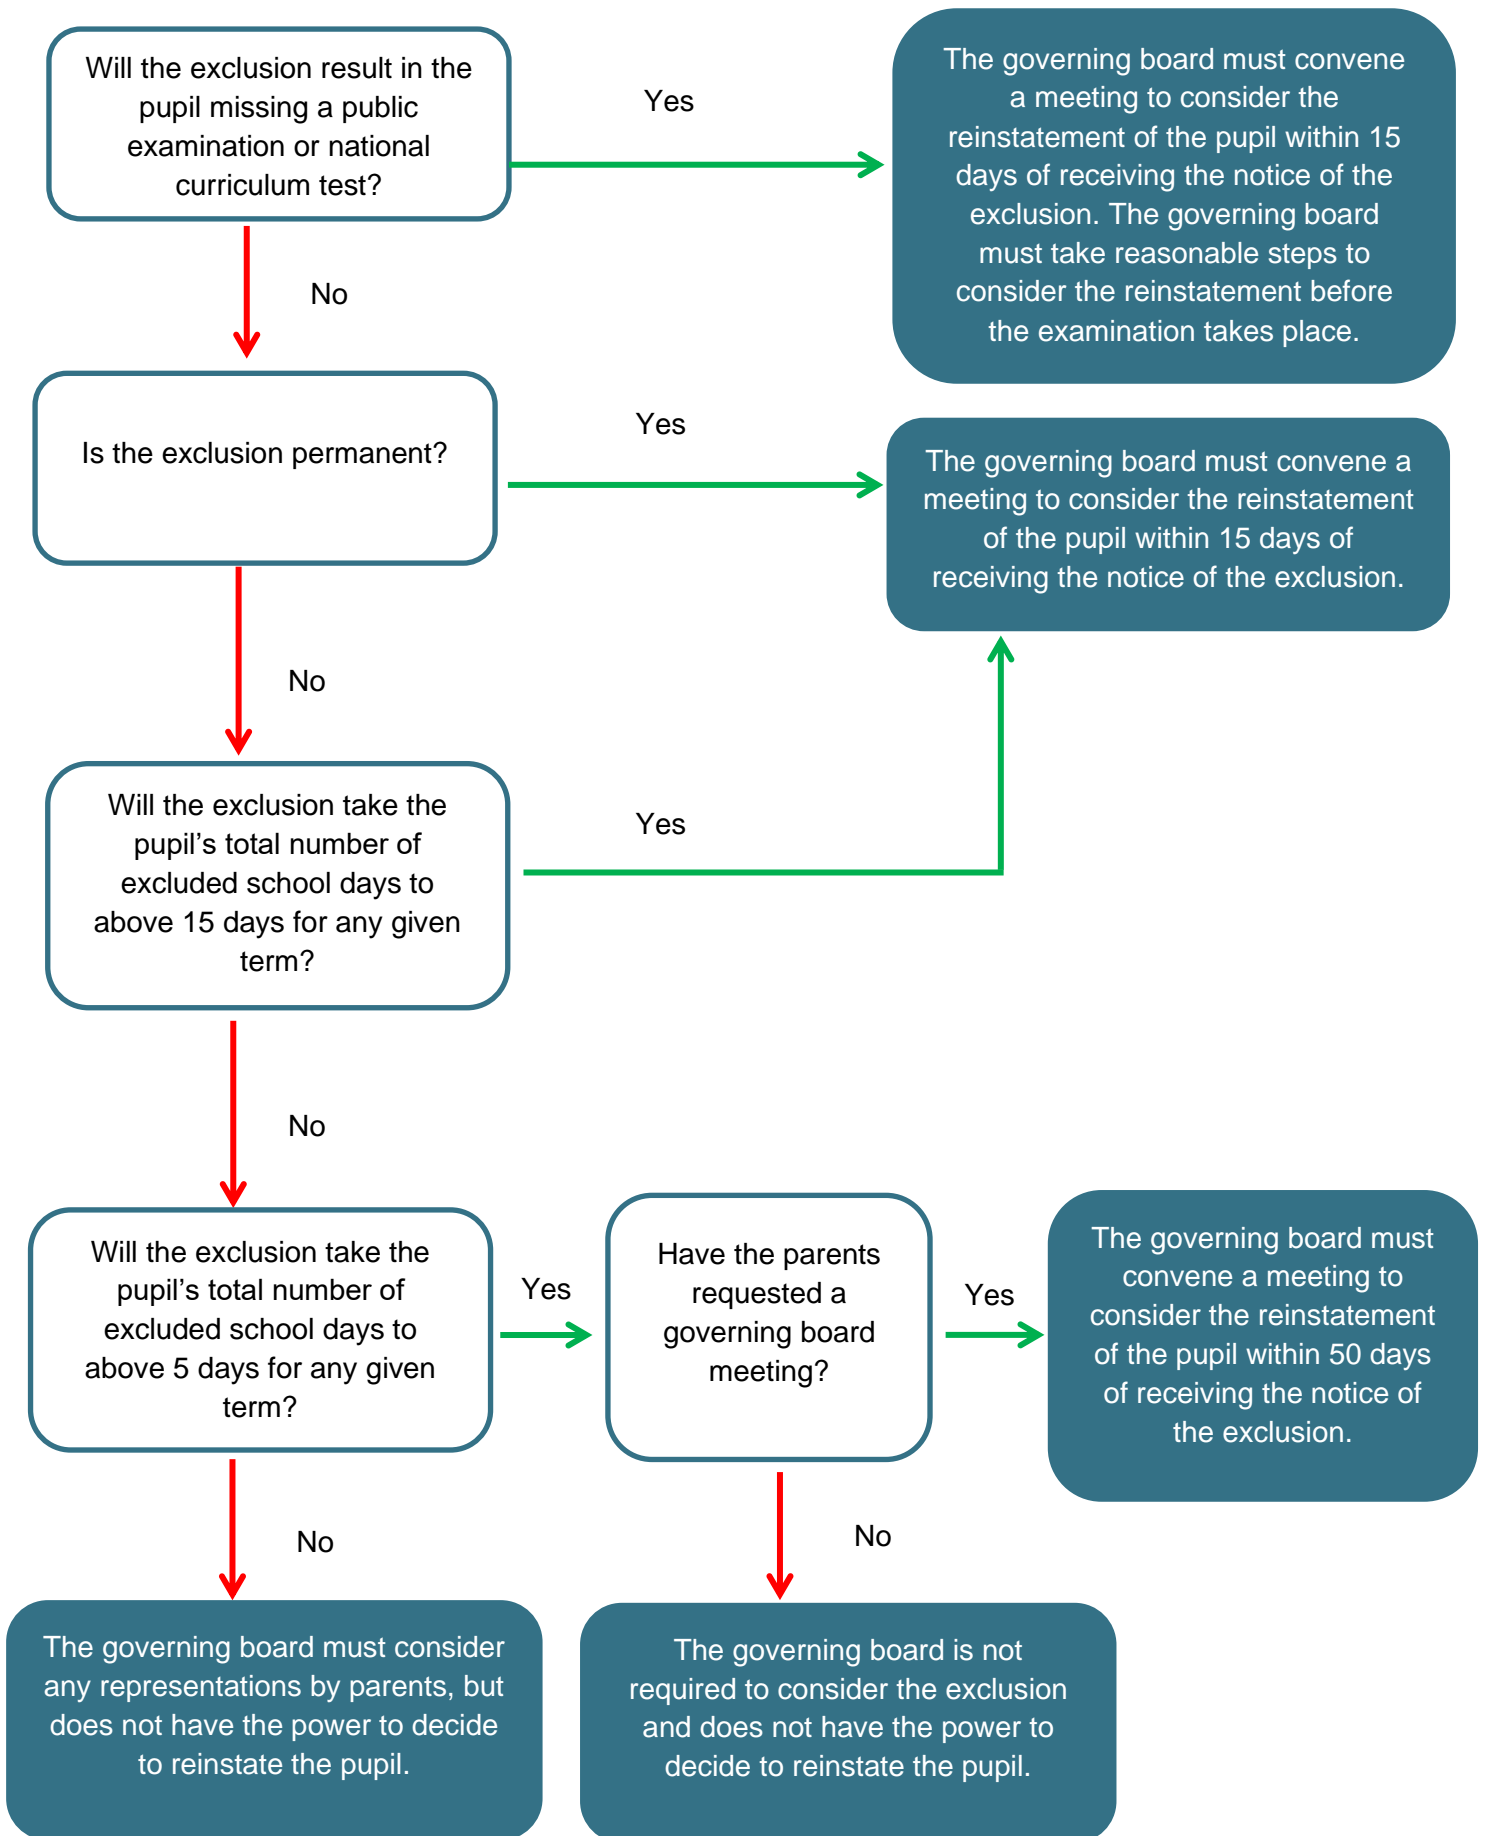 Will the exclusion result in the
pupil missing a public
examination or national
curriculum test?
Yes
The governing board must convene
a meeting to consider the
reinstatement of the pupil within 15
days of receiving the notice of the
exclusion. The governing board
must take reasonable steps to
consider the reinstatement before
the examination takes place.
No
Is the exclusion permanent?
Yes
The governing board must convene a
meeting to consider the reinstatement
of the pupil within 15 days of
receiving the notice of the exclusion.
No
Will the exclusion take the
pupil’s total number of
excluded school days to
above 15 days for any given
term?
Yes
No
Will the exclusion take the
pupil’s total number of
excluded school days to
above 5 days for any given
term?
Yes
Have the parents
requested a
governing board
meeting?
Yes
The governing board must
convene a meeting to
consider the reinstatement
of the pupil within 50 days
of receiving the notice of
the exclusion.
No
No
The governing board must consider
any representations by parents, but
does not have the power to decide
to reinstate the pupil.
The governing board is not
required to consider the exclusion
and does not have the power to
decide to reinstate the pupil.